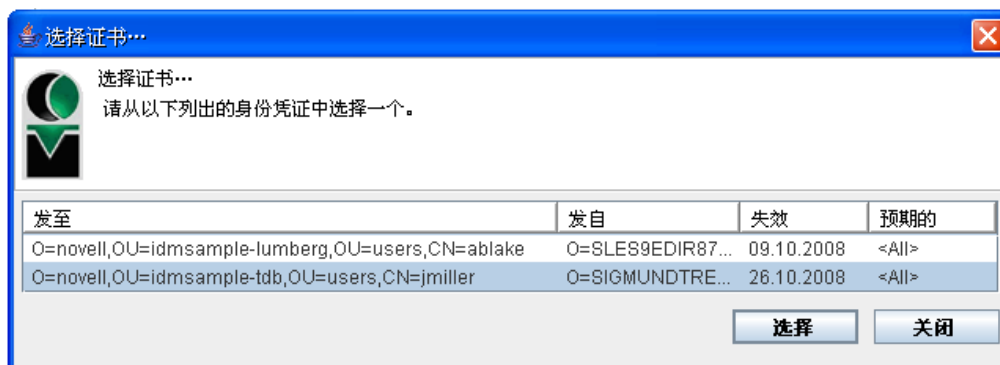 选择证书…
选择证书…
请从以下列出的身份凭证中选择一个。
发至 发自 失效 预期的
O=novell,OU=idmsample-lumberg,OU=users,CN=ablake O=SLES9EDIR87... 09.10.2008 <All>
O=novell,OU=idmsample-tdb,OU=users,CN=jmiller O=SIGMUNDTRE... 26.10.2008 <All>
选择 关闭